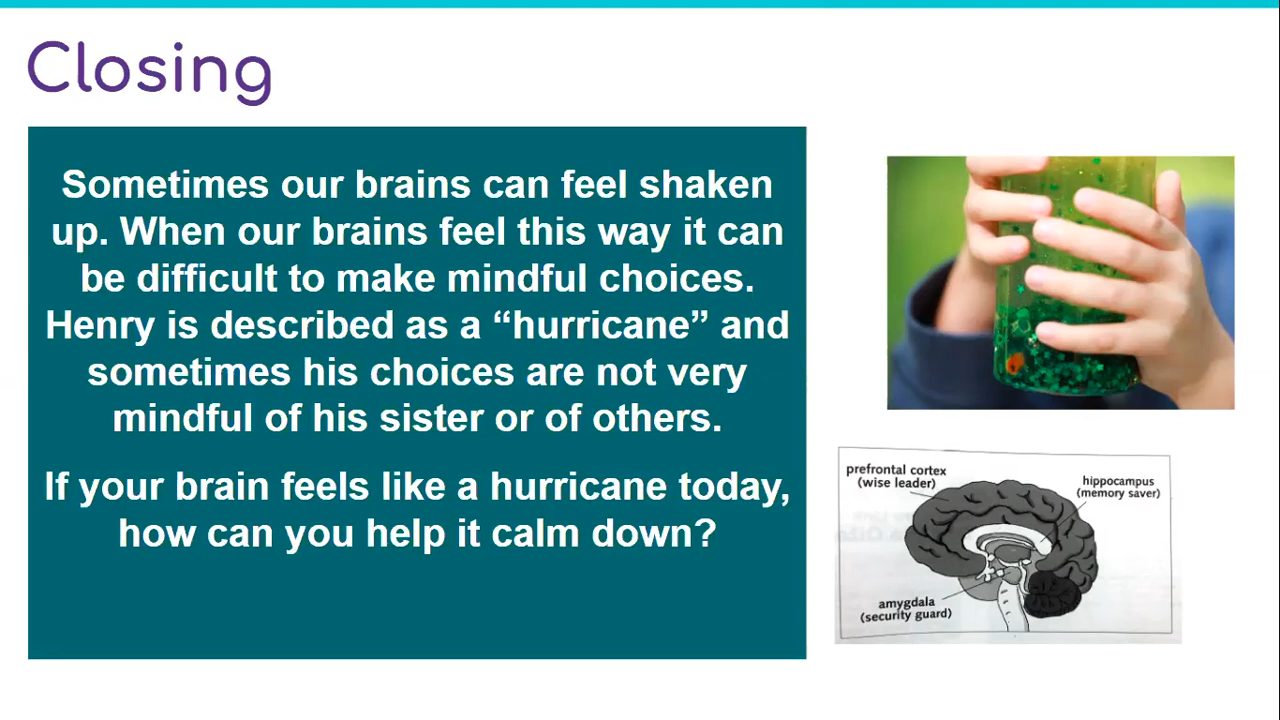 Closing
Sometimes our brains can feel shaken
up. When our brains feel this way it can
be difficult to make mindful choices.
Henry is described as a “hurricane” and
sometimes his choices are not very
mindful of his sister or of others.
If your brain feels like a hurricane today,
how can you help it calm down?
prefrontal cortex
(wise leader)
hippocampus
(memory saver)
amygdala
(security guard)